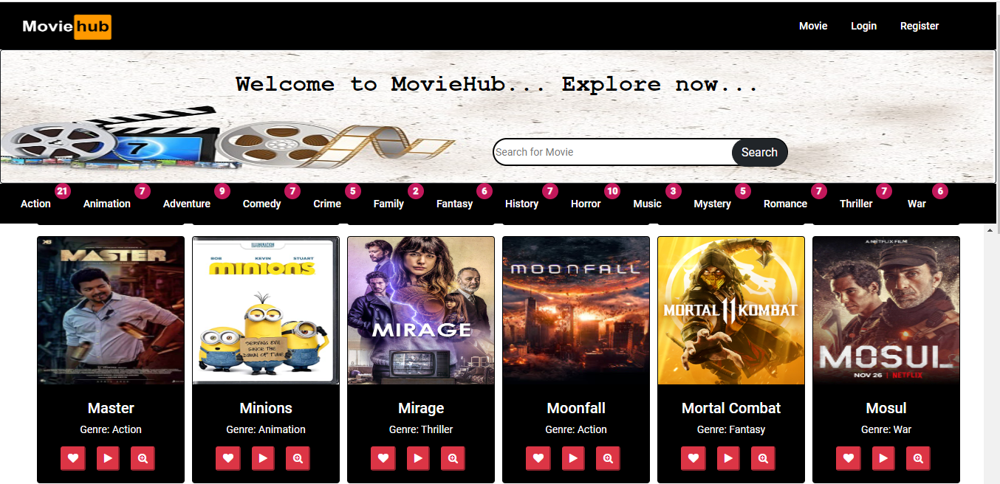 Moviehub
Movie Login Register
Welcome to MovieHub... Explore now...
7
Search for Movie Search
Action 21 Animation 7 Adventure 9 Comedy 7 Crime 5 Family 2 Fantasy 6 History 7 Horror 10 Music 3 Mystery 5 Romance 7 Thriller 7 War 6
XB
MASTER
ILLUMINATION
BOB KEVIN STUART
minions
SERVING EVIL
SINCE THE
DAWN OF TIME
MIRAGE
MOONFALL
MORTAL 11 KOMBAT
A NETFLIX FILM
MOSUL
NOV 26 | NETFLIX
Master
Genre: Action
Minions
Genre: Animation
Mirage
Genre: Thriller
Moonfall
Genre: Action
Mortal Combat
Genre: Fantasy
Mosul
Genre: War